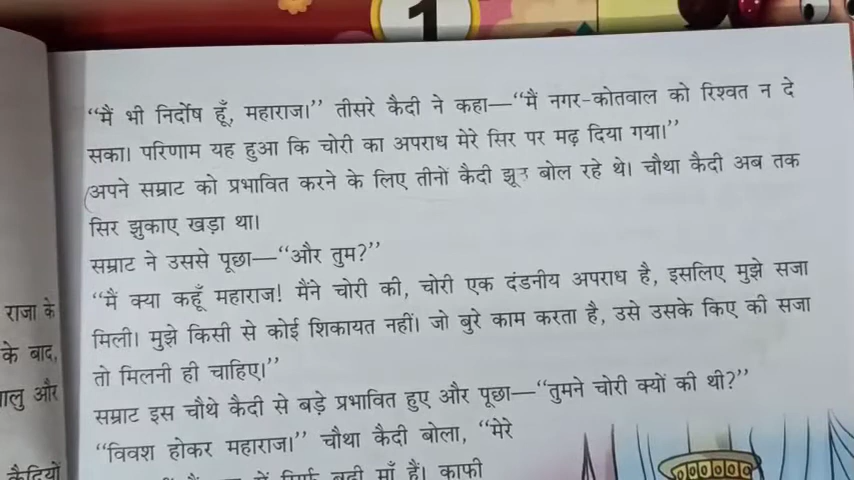 1
"मैं भी निर्दोष हूँ, महाराज।" तीसरे कैदी ने कहा—"मैं नगर-कोतवाल को रिश्वत न दे
सका। परिणाम यह हुआ कि चोरी का अपराध मेरे सिर पर मढ़ दिया गया।"
अपने सम्राट को प्रभावित करने के लिए तीनों कैदी झूठ बोल रहे थे। चौथा कैदी अब तक
सिर झुकाए खड़ा था।
सम्राट ने उससे पूछा—"और तुम?"
"मैं क्या कहूँ महाराज! मैंने चोरी की, चोरी एक दंडनीय अपराध है, इसलिए मुझे सजा
मिली। मुझे किसी से कोई शिकायत नहीं। जो बुरे काम करता है, उसे उसके किए की सजा
तो मिलनी ही चाहिए।"
सम्राट इस चौथे कैदी से बड़े प्रभावित हुए और पूछा—"तुमने चोरी क्यों की थी?"
"विवश होकर महाराज।" चौथा कैदी बोला, "मेरे
में सिर्फ बूढ़ी माँ हैं। काफी
राजा के
के बाद,
और
कैदियों